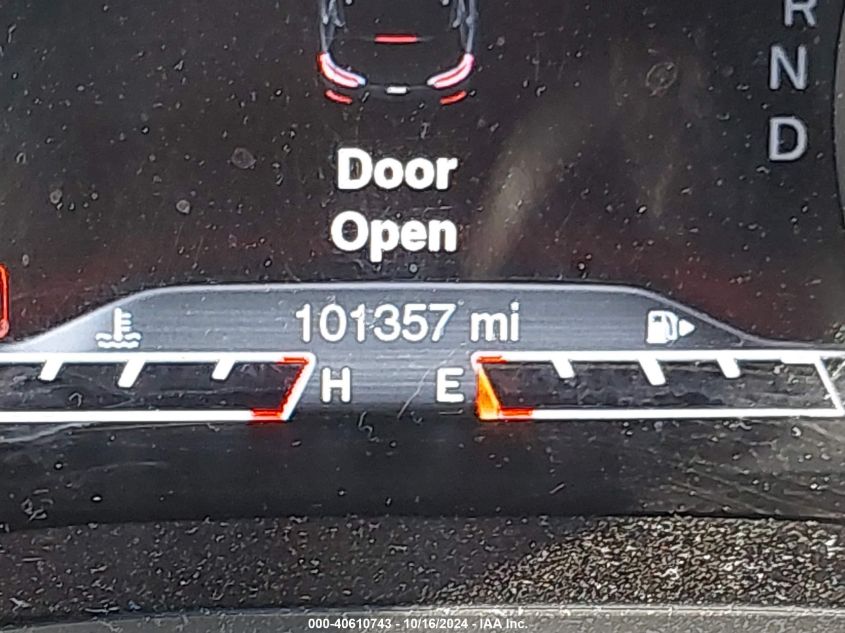 R
N
D
Door
Open
101357 mi
H E
000-40610743 - 10/16/2024 - IAA Inc.